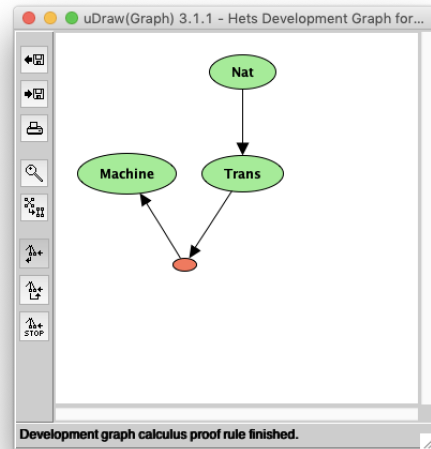 uDraw(Graph) 3.1.1 - Hets Development Graph for...
Nat
Machine
Trans
STOP
Development graph calculus proof rule finished.